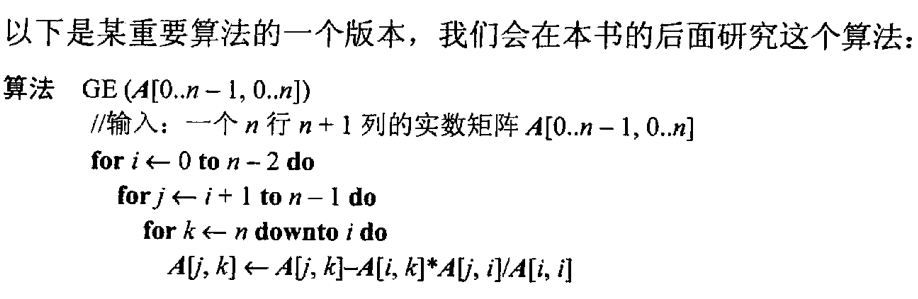 以下是某重要算法的一个版本，我们会在本书的后面研究这个算法：
算法 GE (A[0..n – 1, 0..n])
//输入：一个 n 行 n + 1 列的实数矩阵 A[0..n – 1, 0..n]
for i ← 0 to n – 2 do
for j ← i + 1 to n – 1 do
for k ← n downto i do
A[j, k] ← A[j, k]–A[i, k]*A[j, i]/A[i, i]